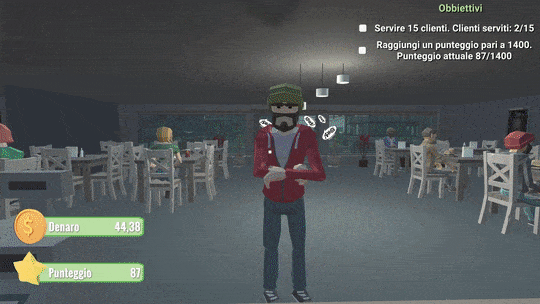 Obbiettivi
Servire 15 clienti. Clienti serviti: 2/15
Raggiungi un punteggio pari a 1400.
Punteggio attuale 87/1400
Denaro 44,38
Punteggio 87